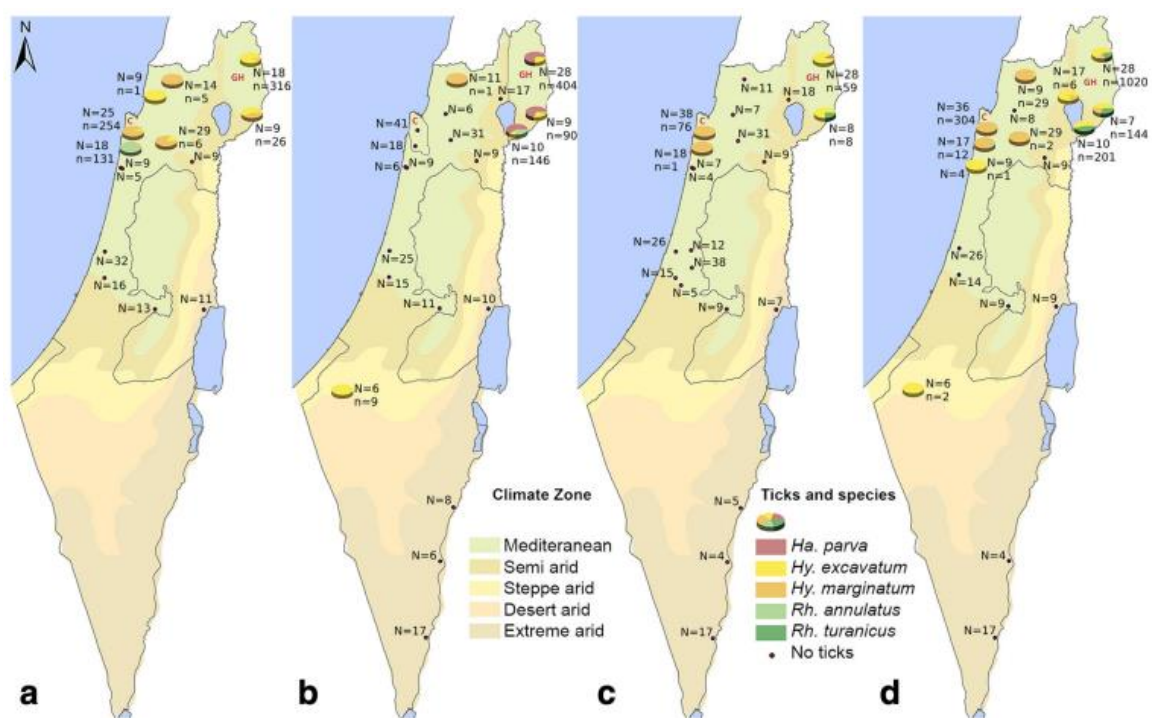 N
N=9
n=1
N=14
n=5
GH
N=18
n=316
N=25
n=254
C
N=29
n=6
N=9
n=26
N=18
n=131
N=9
N=9
N=5
N=32
N=16
N=13
N=11
a
N=11
n=1
N=17
GH
N=28
n=404
N=6
C
N=41
N=31
N=18
N=9
n=90
N=10
n=146
N=6
N=9
N=9
N=25
N=15
N=11
N=10
N=6
n=9
N=8
N=6
N=17
b
Climate Zone
Mediteranean
Semi arid
Steppe arid
Desert arid
Extreme arid
N=11
N=18
GH
N=28
n=59
N=7
N=38
n=76
C
N=31
N=8
n=8
N=18
n=1
N=7
N=4
N=9
N=26
N=12
N=38
N=15
N=5
N=9
N=7
N=5
N=4
N=17
c
Ticks and species
Ha. parva
Hy. excavatum
Hy. marginatum
Rh. annulatus
Rh. turanicus
No ticks
N=17
n=6
N=9
n=29
GH
N=28
n=1020
N=8
N=36
n=304
C
N=29
n=2
N=7
n=144
N=17
n=12
N=10
n=201
N=4
N=9
n=1
N=9
N=26
N=14
N=9
N=9
N=6
n=2
N=4
N=17
d